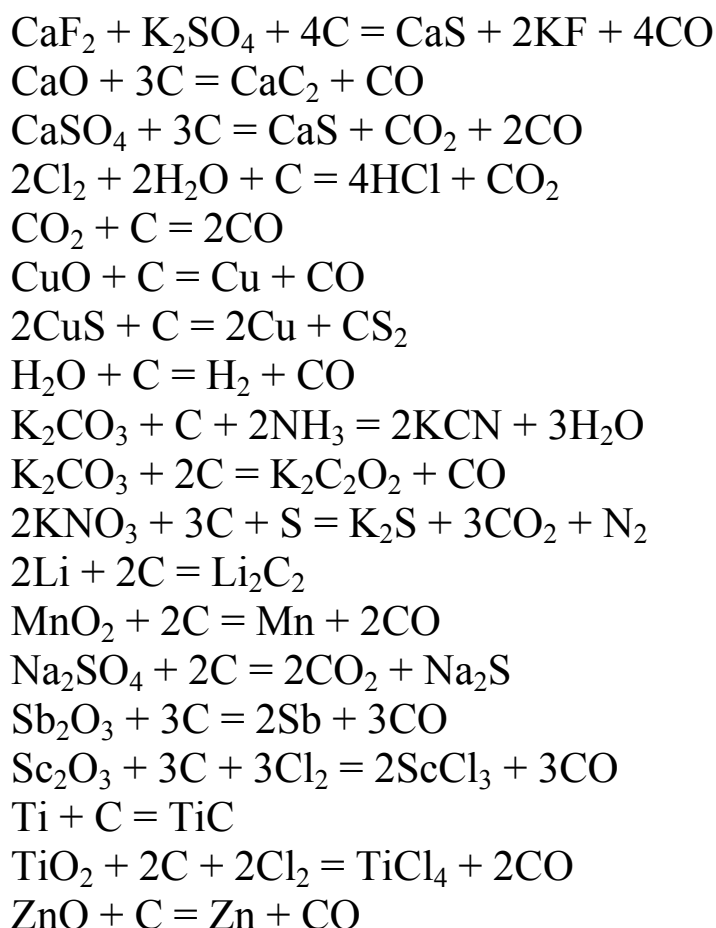 CaF₂ + K₂SO₄ + 4C = CaS + 2KF + 4CO
CaO + 3C = CaC₂ + CO
CaSO₄ + 3C = CaS + CO₂ + 2CO
2Cl₂ + 2H₂O + C = 4HCl + CO₂
CO₂ + C = 2CO
CuO + C = Cu + CO
2CuS + C = 2Cu + CS₂
H₂O + C = H₂ + CO
K₂CO₃ + C + 2NH₃ = 2KCN + 3H₂O
K₂CO₃ + 2C = K₂C₂O₂ + CO
2KNO₃ + 3C + S = K₂S + 3CO₂ + N₂
2Li + 2C = Li₂C₂
MnO₂ + 2C = Mn + 2CO
Na₂SO₄ + 2C = 2CO₂ + Na₂S
Sb₂O₃ + 3C = 2Sb + 3CO
Sc₂O₃ + 3C + 3Cl₂ = 2ScCl₃ + 3CO
Ti + C = TiC
TiO₂ + 2C + 2Cl₂ = TiCl₄ + 2CO
ZnO + C = Zn + CO